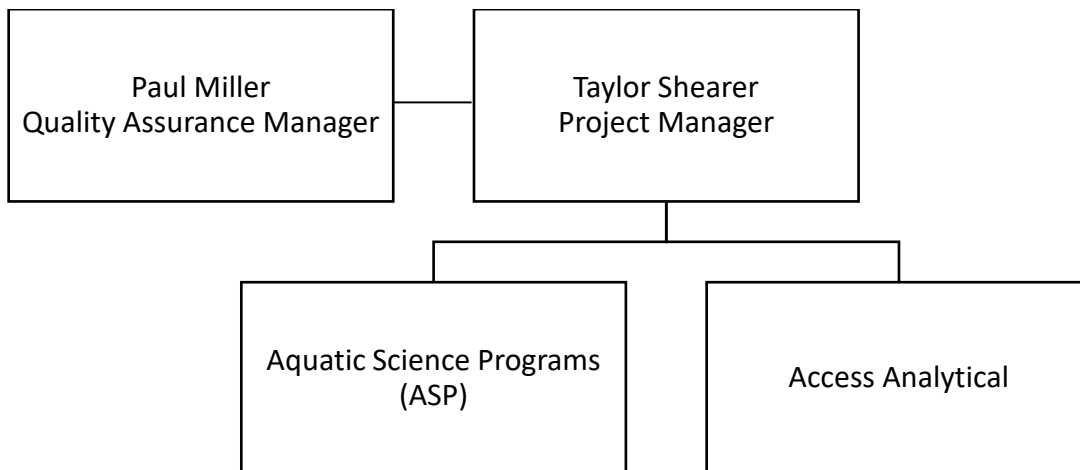 Paul Miller
Quality Assurance Manager
Taylor Shearer
Project Manager
Aquatic Science Programs
(ASP)
Access Analytical